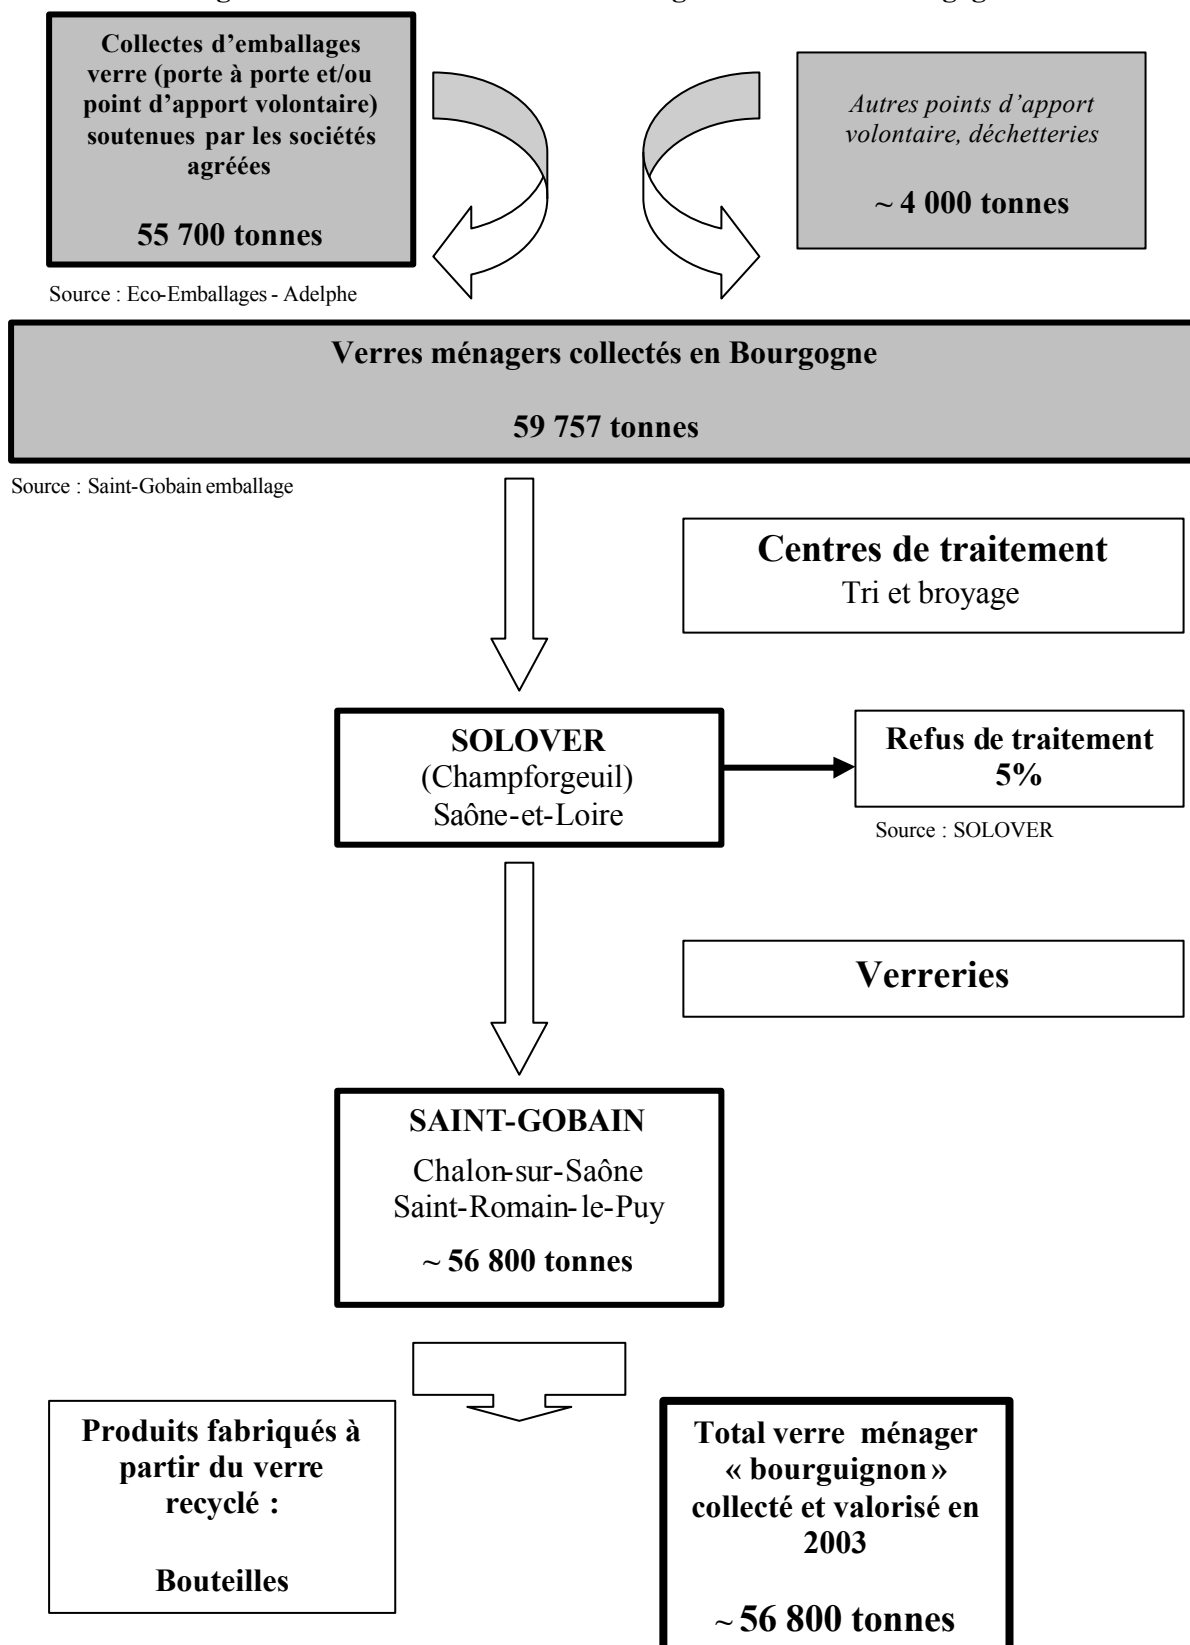 Collectes d’emballages
verre (porte à porte et/ou
point d’apport volontaire)
soutenues par les sociétés
agréées
55 700 tonnes
Autres points d’apport
volontaire, déchetteries
~ 4 000 tonnes
Source : Eco-Emballages - Adelphe
Verres ménagers collectés en Bourgogne
59 757 tonnes
Source : Saint-Gobain emballage
Centres de traitement
Tri et broyage
SOLOVER
(Champforgeuil)
Saône-et-Loire
Refus de traitement
5%
Source : SOLOVER
Verreries
SAINT-GOBAIN
Chalon-sur-Saône
Saint-Romain-le-Puy
~ 56 800 tonnes
Produits fabriqués à
partir du verre
recyclé :
Bouteilles
Total verre ménager
« bourguignon »
collecté et valorisé en
2003
~ 56 800 tonnes